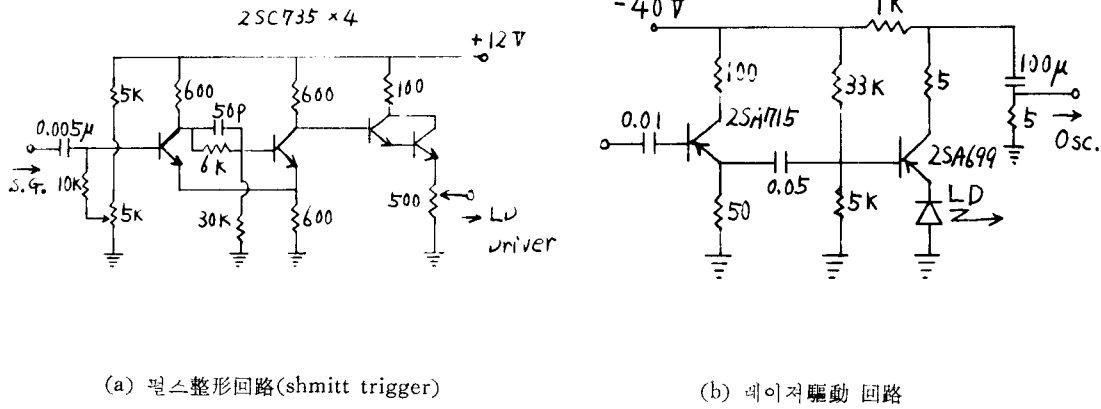 2SC735 ×4
+12V
5K
600
50P
600
100
0.005μ
6K
S.G.
10K
5K
30K
600
500
→ LD
Driver
-40V
1K
100
33K
5
100μ
0.01
2SA715
5
→
Osc.
2SA699
0.05
50
5K
LD
(a) 펄스整形回路(shmitt trigger)
(b) 레이저驅動 回路